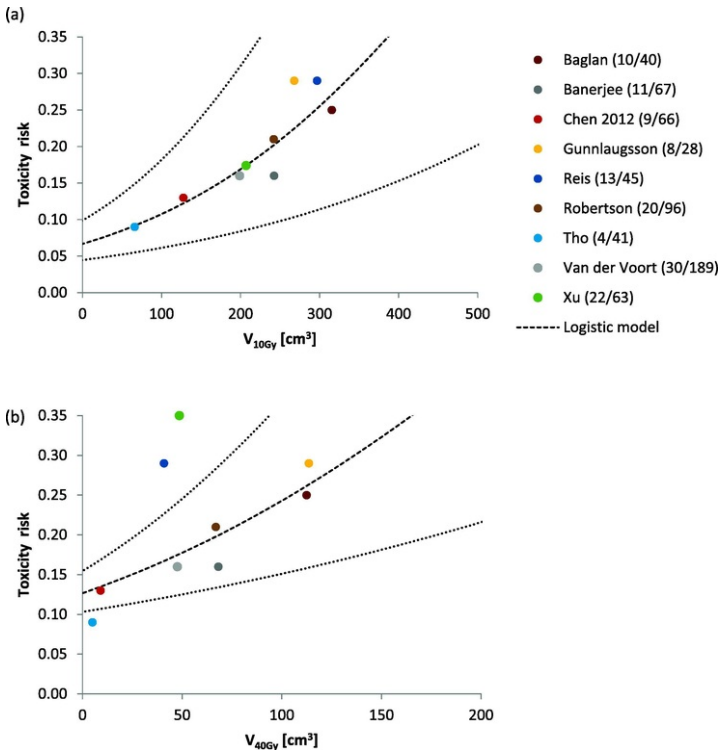 (a)
0.35
0.30
0.25
0.20
0.15
0.10
0.05
0.00
Toxicity risk
0 100 200 300 400 500
V10Gy [cm³]
Baglan (10/40)
Banerjee (11/67)
Chen 2012 (9/66)
Gunnlaugsson (8/28)
Reis (13/45)
Robertson (20/96)
Tho (4/41)
Van der Voort (30/189)
Xu (22/63)
Logistic model
(b)
0.35
0.30
0.25
0.20
0.15
0.10
0.05
0.00
Toxicity risk
0 50 100 150 200
V40Gy [cm³]